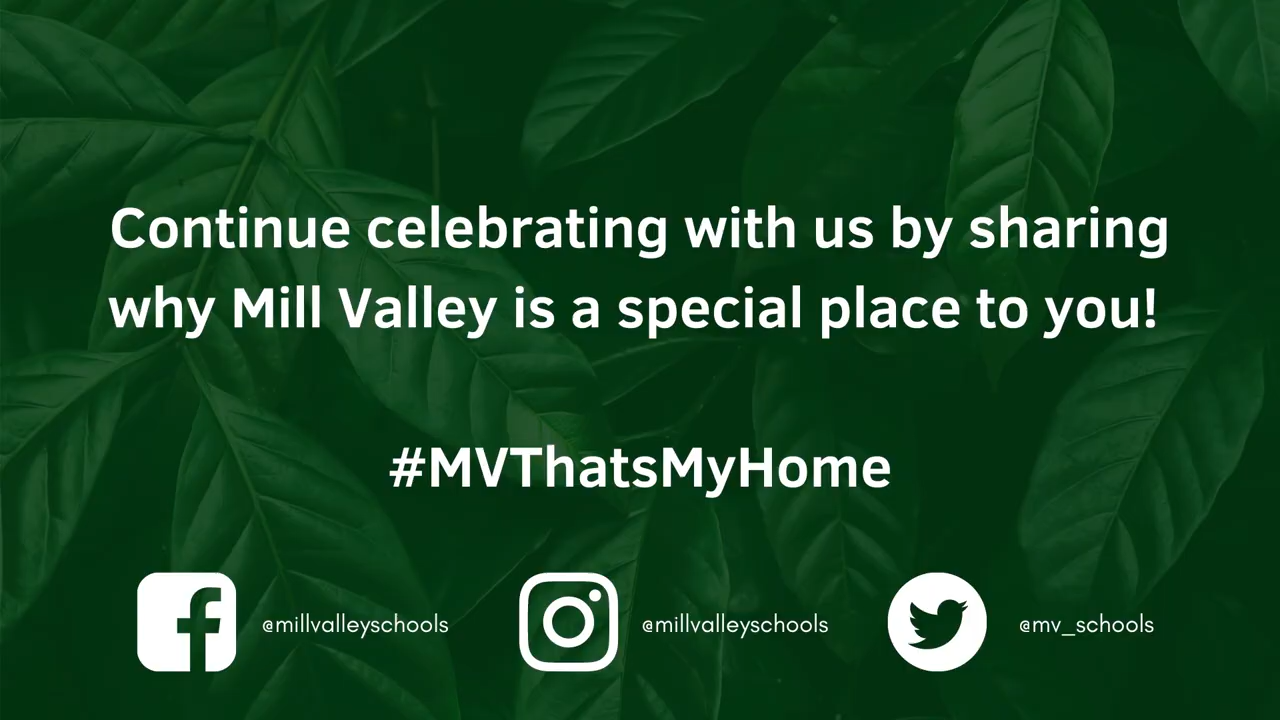 Continue celebrating with us by sharing
why Mill Valley is a special place to you!
#MVThatsMyHome
@millvalleyschools
@millvalleyschools
@mv_schools